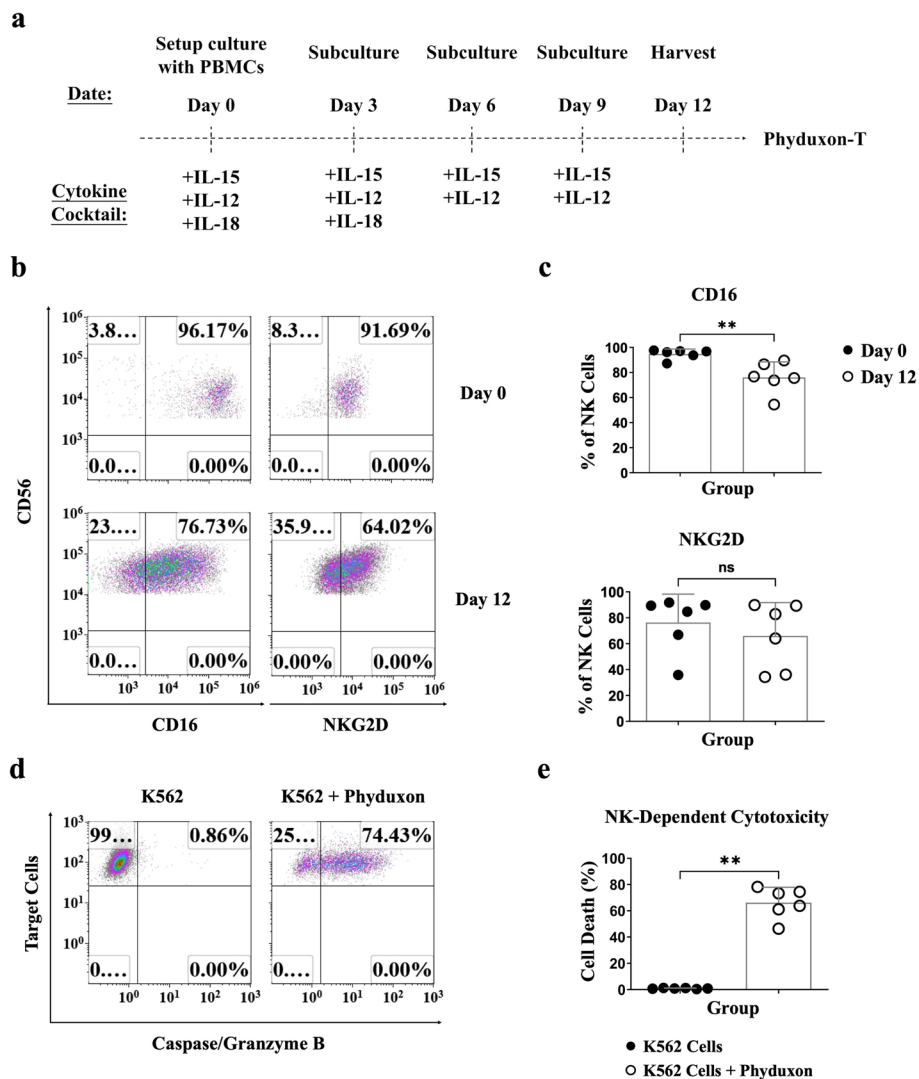 a
Setup culture
with PBMCs
Subculture
Subculture
Subculture
Harvest
Date:
Day 0
Day 3
Day 6
Day 9
Day 12
Phyduxon-T
Cytokine
Cocktail:
+IL-15
+IL-12
+IL-18
+IL-15
+IL-12
+IL-18
+IL-15
+IL-12
+IL-15
+IL-12
b
CD56
10⁶
10⁵
10⁴
10³
3.8...
96.17%
0.0...
0.00%
8.3...
91.69%
0.0...
0.00%
Day 0
10⁶
10⁵
10⁴
10³
23....
76.73%
0.0...
0.00%
35.9...
64.02%
0.00%
0.00%
Day 12
10³ 10⁴ 10⁵ 10⁶
10³ 10⁴ 10⁵ 10⁶
CD16
NKG2D
c
CD16
**
% of NK Cells
100
80
60
40
20
0
Group
Day 0
Day 12
NKG2D
ns
% of NK Cells
100
80
60
40
20
0
Group
d
K562
K562 + Phyduxon
Target Cells
10³
10²
10¹
10⁰
99...
0.86%
0....
0.00%
25...
74.43%
0....
0.00%
10⁰ 10¹ 10² 10³
10⁰ 10¹ 10² 10³
Caspase/Granzyme B
e
NK-Dependent Cytotoxicity
**
Cell Death (%)
100
80
60
40
20
0
Group
K562 Cells
K562 Cells + Phyduxon